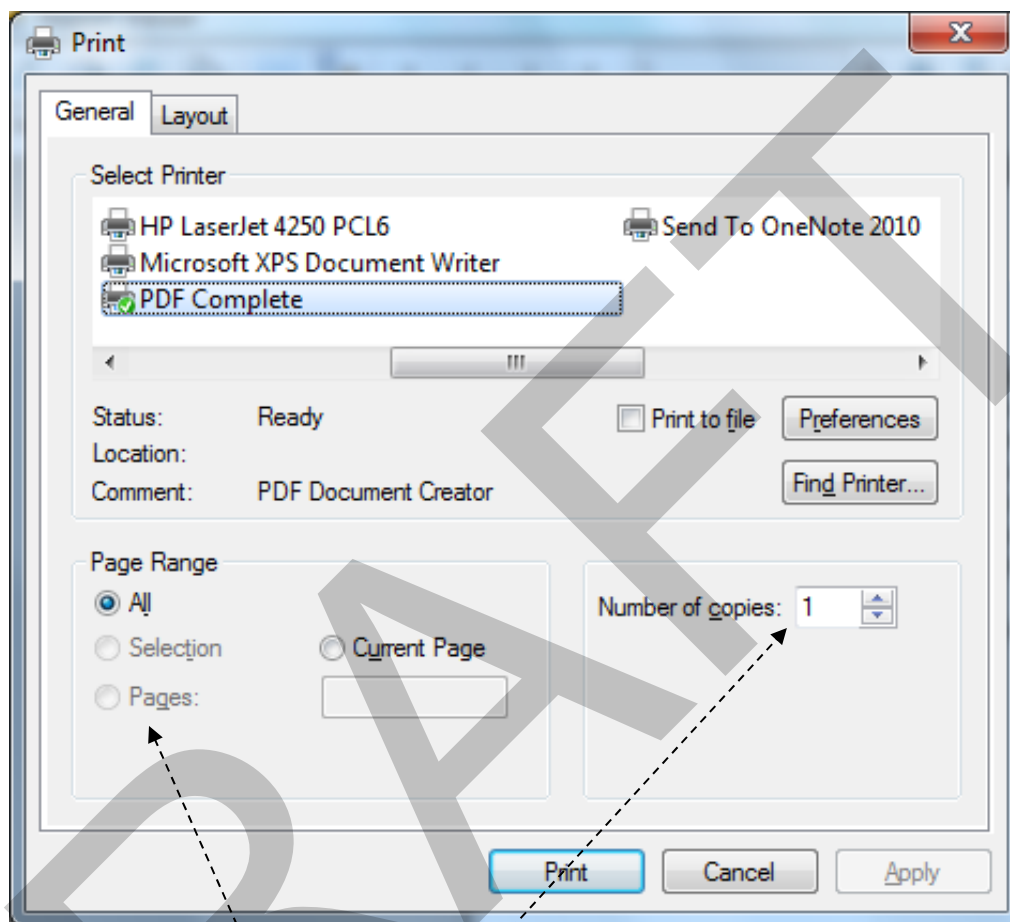 Print
General Layout
Select Printer
HP LaserJet 4250 PCL6 Send To OneNote 2010
Microsoft XPS Document Writer
PDF Complete
Status: Ready Print to file Preferences
Location:
Comment: PDF Document Creator Find Printer...
Page Range
All Number of copies: 1
Selection Current Page
Pages:
Print Cancel Apply
RAFT